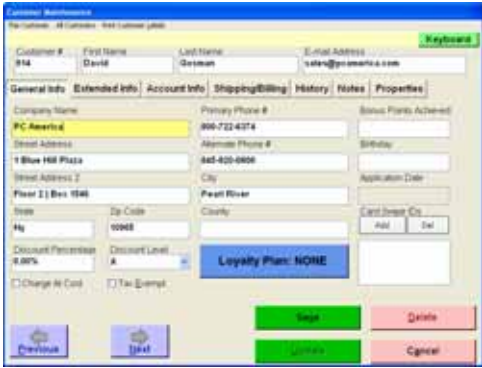 Customer Maintenance
Keyboard
Customer # First Name Last Name E-mail Address
914 David Gosman sales@pcamerica.com
General Info Extended Info Account Info Shipping/Billing History Notes Properties
Company Name Primary Phone # Bonus Points Achieved
PC America 800-722-6374
Street Address Alternate Phone # Birthday
1 Blue Hill Plaza 845-920-0800
Street Address 2 City Application Date
Floor 2 | Box 1546 Pearl River
State Zip Code County Card Swipe IDs
Ny 10965 Add Del
Discount Percentage Discount Level
0.00% A Loyalty Plan: NONE
Charge At Cost Tax Exempt
Save Delete
Previous Next Update Cancel